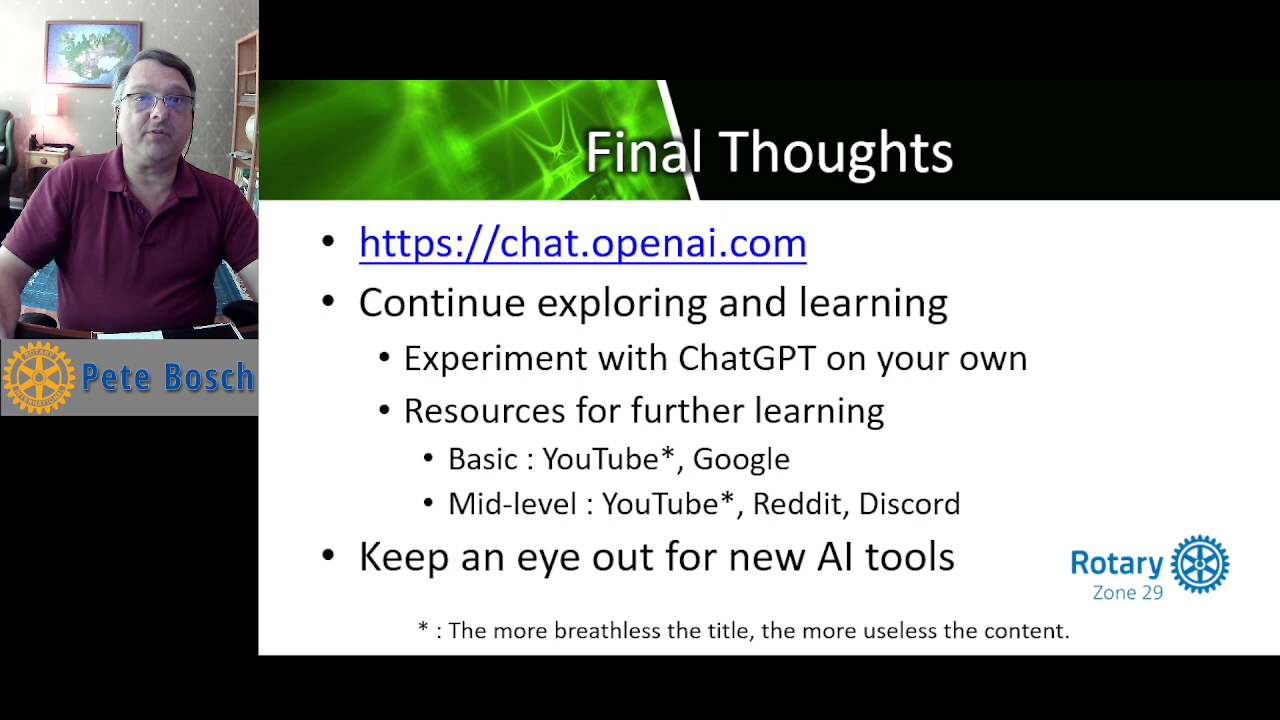 Final Thoughts
• https://chat.openai.com
• Continue exploring and learning
• Experiment with ChatGPT on your own
• Resources for further learning
• Basic : YouTube*, Google
• Mid-level : YouTube*, Reddit, Discord
• Keep an eye out for new AI tools
* : The more breathless the title, the more useless the content.
Rotary
Zone 29
ROTARY
INTERNATIONAL
Pete Bosch